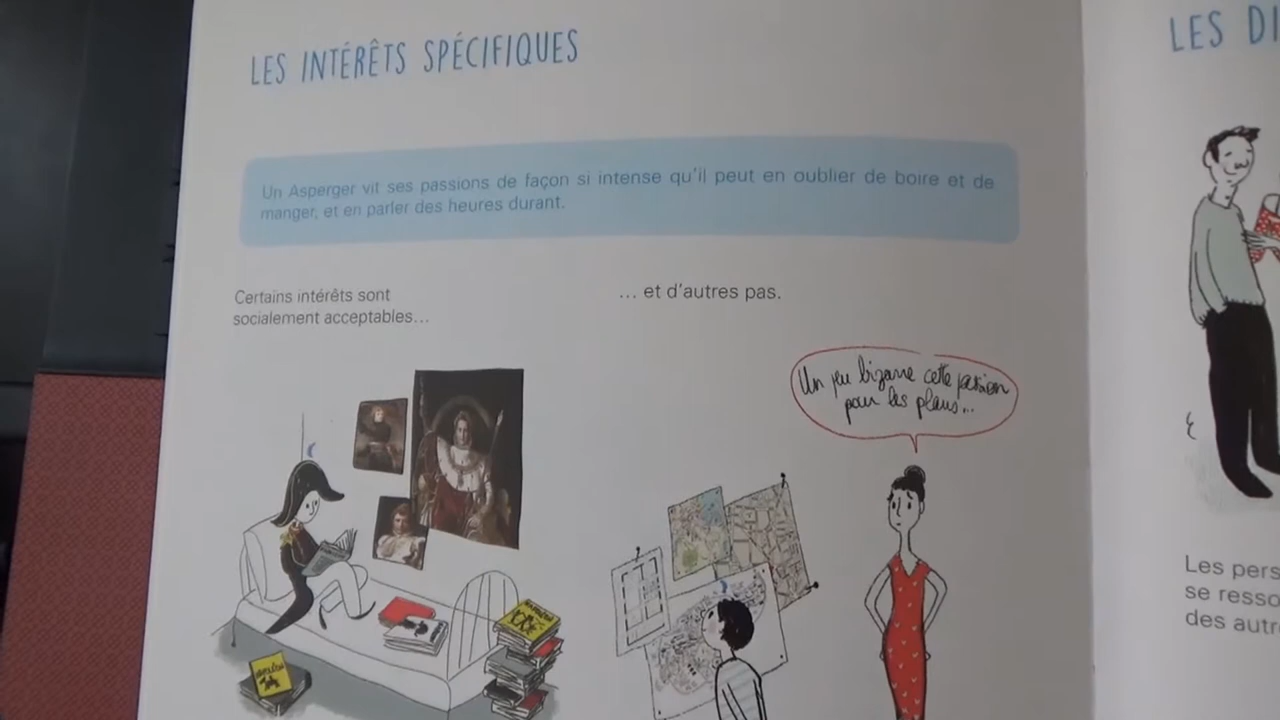 LES INTÉRÊTS SPÉCIFIQUES
Un Asperger vit ses passions de façon si intense qu'il peut en oublier de boire et de
manger, et en parler des heures durant.
Certains intérêts sont
socialement acceptables...
... et d'autres pas.
Un peu bizarre cette passion
pour les plans...
NAPOLÉON
NAPOLÉON
LES DI
Les pers
se resso
des autr